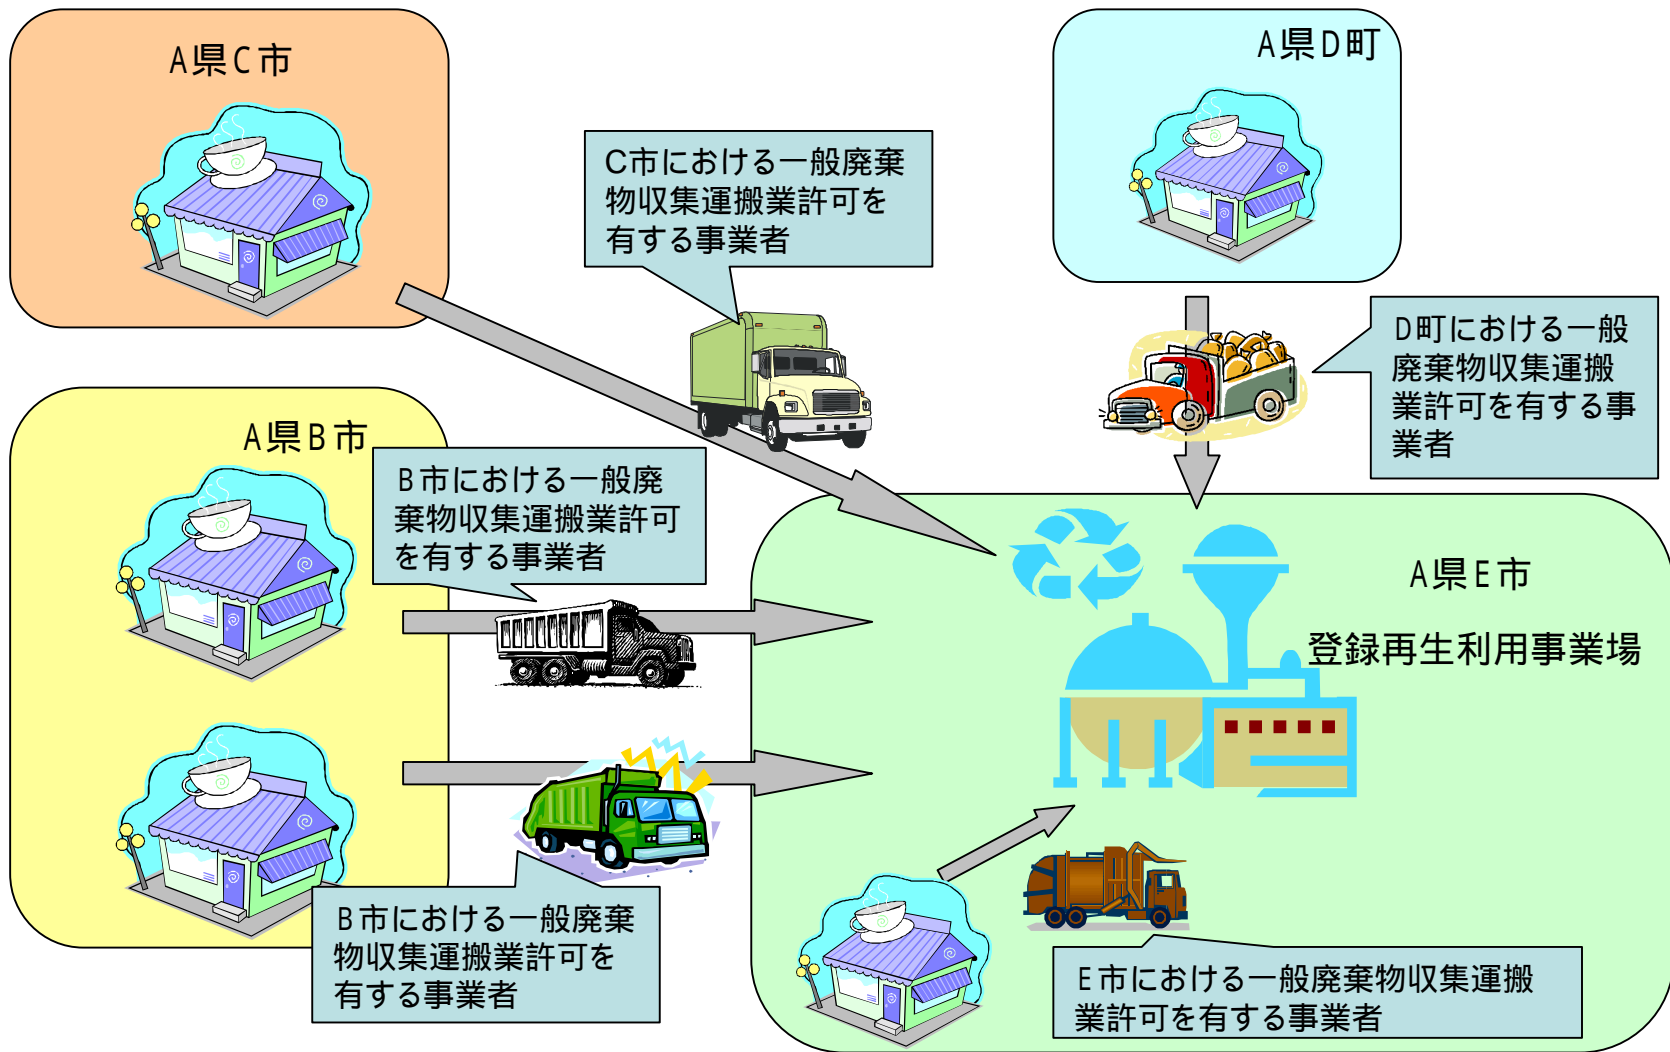 A県C市
A県D町
C市における一般廃棄
物収集運搬業許可を
有する事業者
D町における一般
廃棄物収集運搬
業許可を有する事
業者
A県B市
B市における一般廃
棄物収集運搬業許可
を有する事業者
A県E市
登録再生利用事業場
B市における一般廃棄
物収集運搬業許可を
有する事業者
E市における一般廃棄物収集運搬
業許可を有する事業者